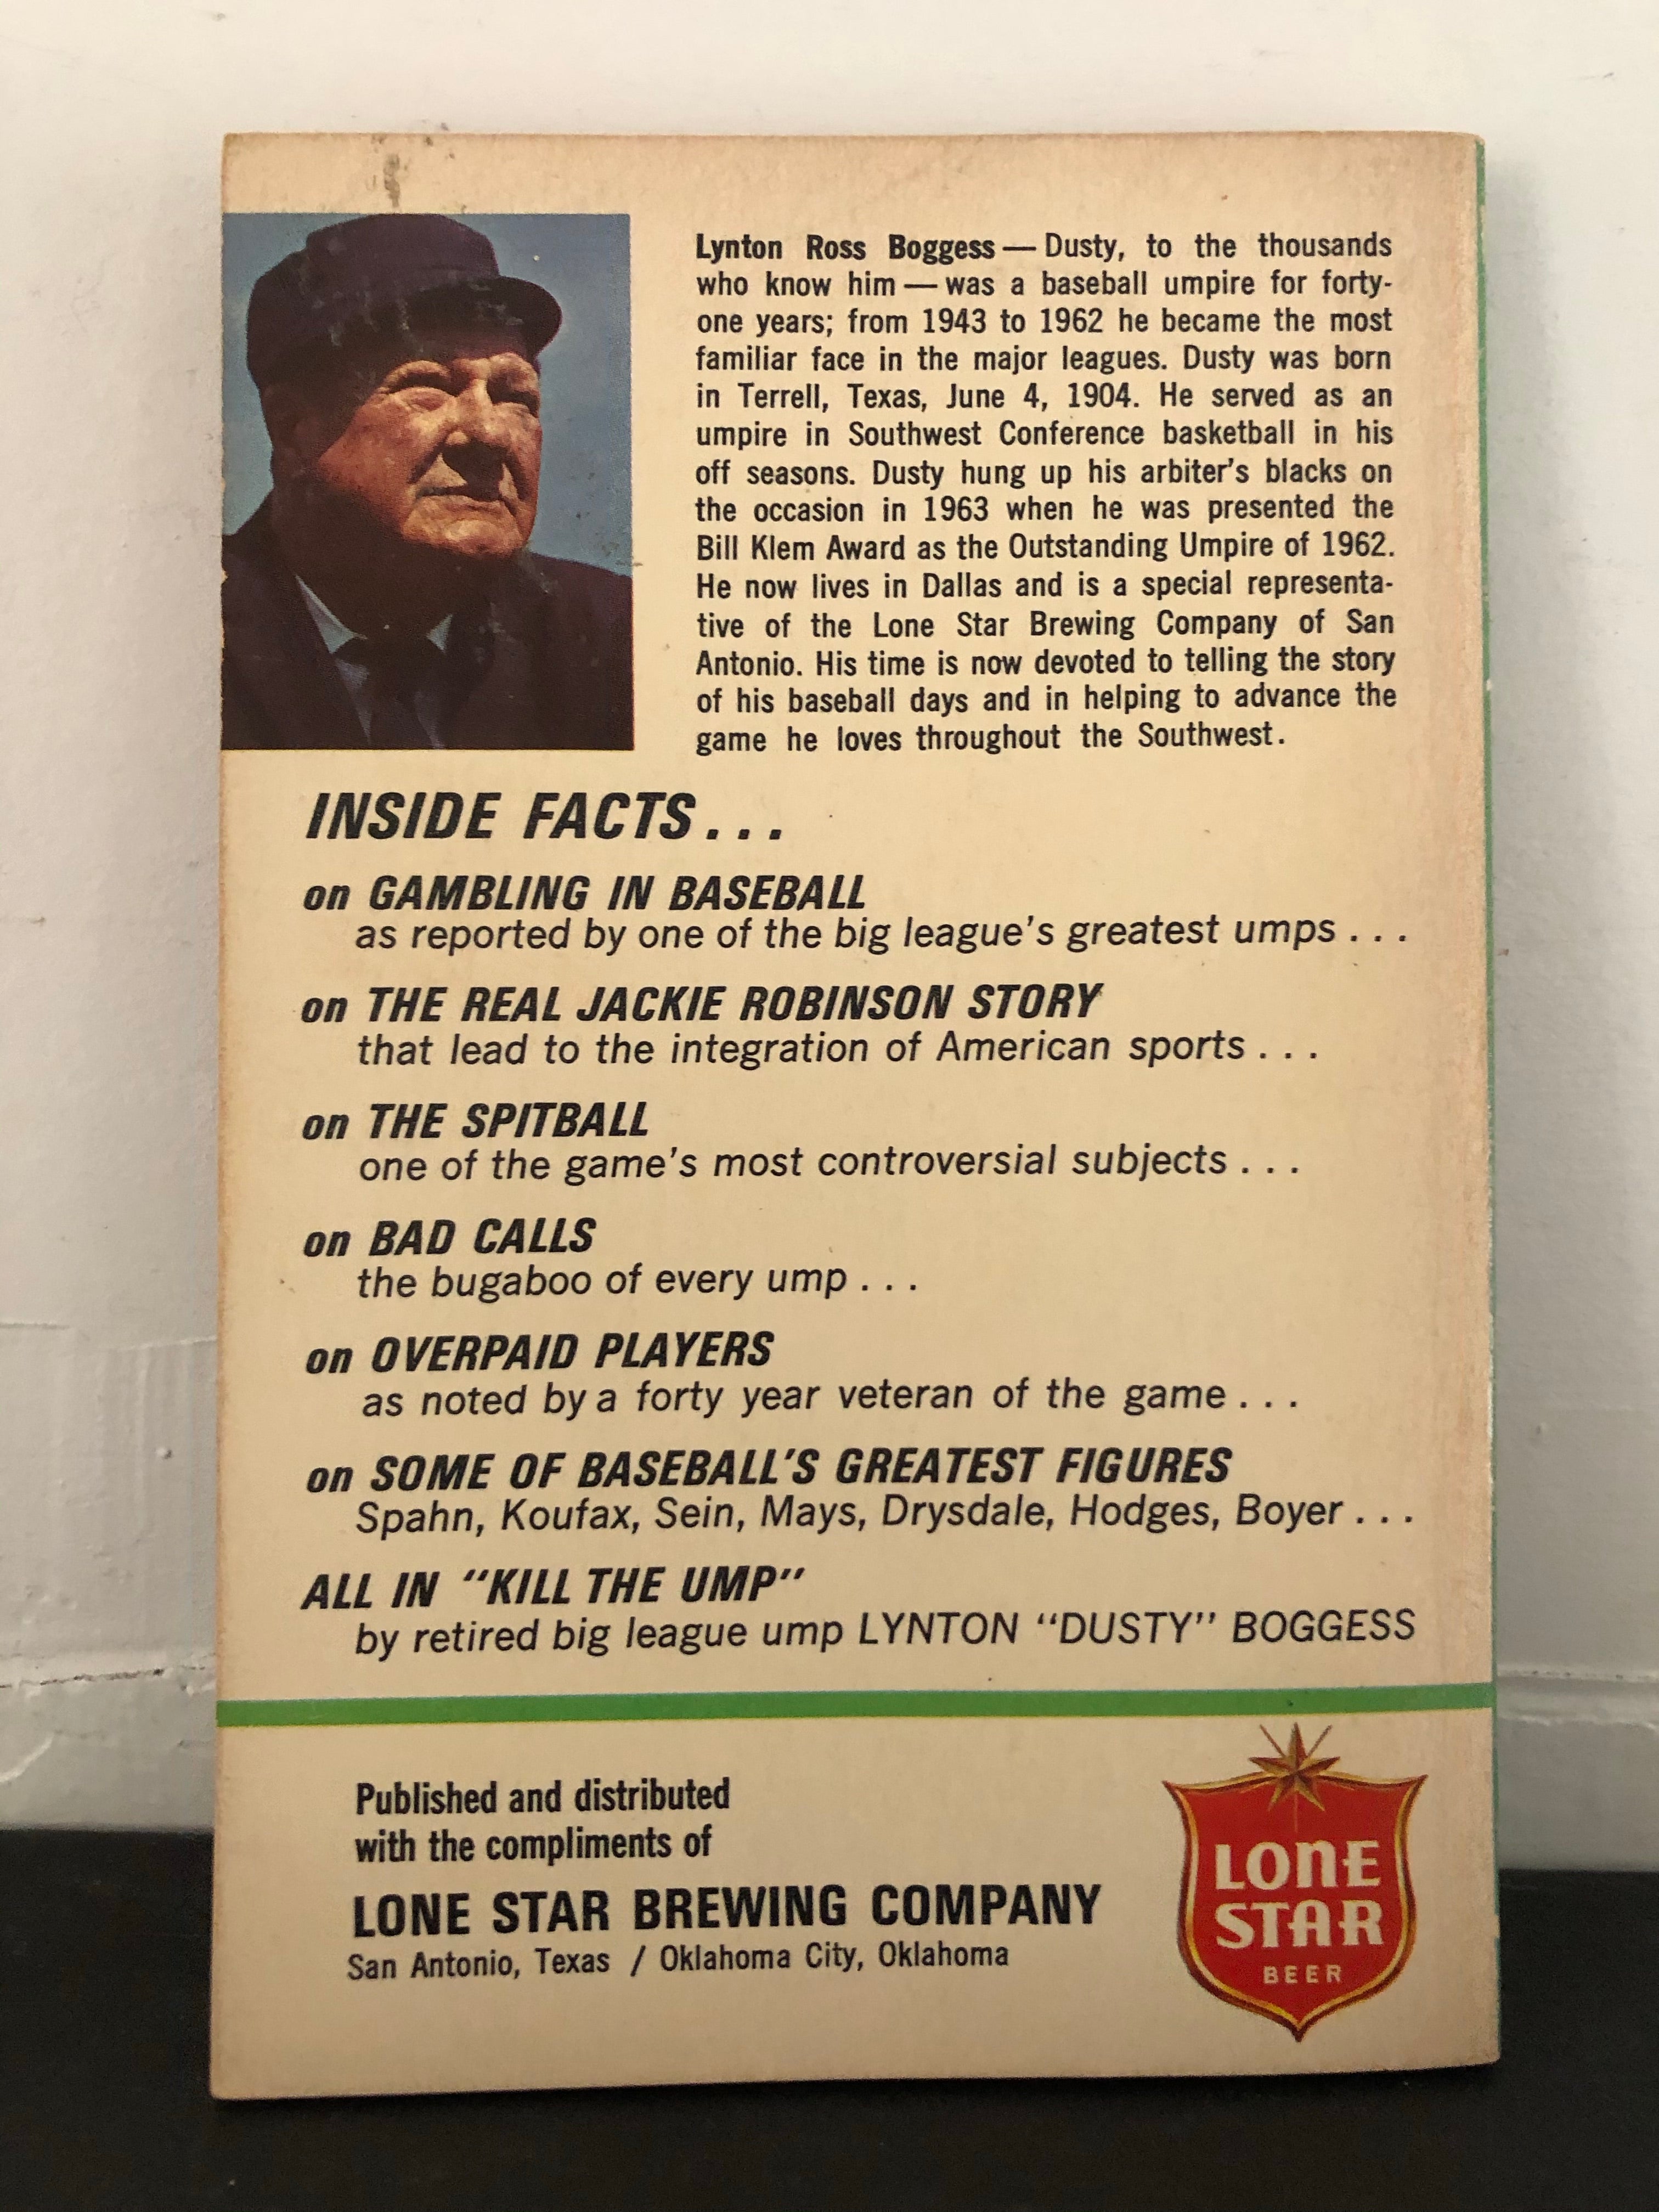 Lynton Ross Boggess — Dusty, to the thousands
who know him — was a baseball umpire for forty-
one years; from 1943 to 1962 he became the most
familiar face in the major leagues. Dusty was born
in Terrell, Texas, June 4, 1904. He served as an
umpire in Southwest Conference basketball in his
off seasons. Dusty hung up his arbiter's blacks on
the occasion in 1963 when he was presented the
Bill Klem Award as the Outstanding Umpire of 1962.
He now lives in Dallas and is a special representa-
tive of the Lone Star Brewing Company of San
Antonio. His time is now devoted to telling the story
of his baseball days and in helping to advance the
game he loves throughout the Southwest.
INSIDE FACTS...
on GAMBLING IN BASEBALL
as reported by one of the big league's greatest umps...
on THE REAL JACKIE ROBINSON STORY
that lead to the integration of American sports...
on THE SPITBALL
one of the game's most controversial subjects...
on BAD CALLS
the bugaboo of every ump...
on OVERPAID PLAYERS
as noted by a forty year veteran of the game...
on SOME OF BASEBALL'S GREATEST FIGURES
Spahn, Koufax, Sein, Mays, Drysdale, Hodges, Boyer...
ALL IN "KILL THE UMP"
by retired big league ump LYNTON "DUSTY" BOGGESS
Published and distributed
with the compliments of
LONE STAR BREWING COMPANY
San Antonio, Texas / Oklahoma City, Oklahoma
LONE
STAR
BEER